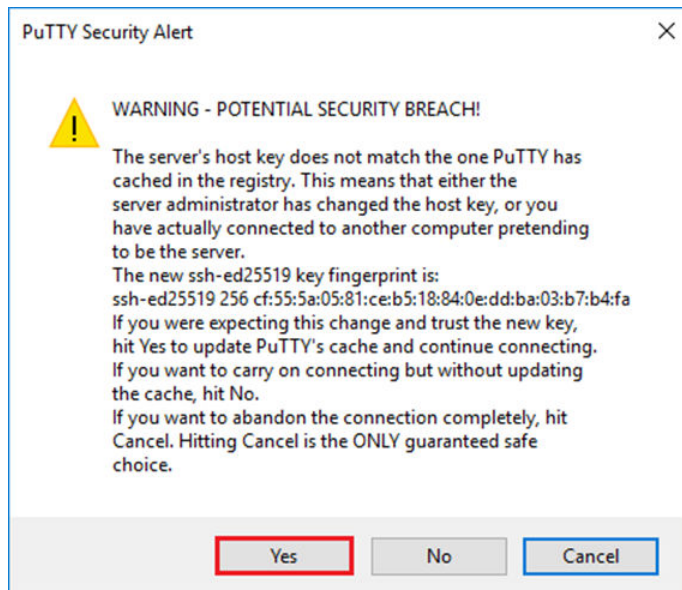 PuTTY Security Alert
WARNING - POTENTIAL SECURITY BREACH!
The server's host key does not match the one PuTTY has
cached in the registry. This means that either the
server administrator has changed the host key, or you
have actually connected to another computer pretending
to be the server.
The new ssh-ed25519 key fingerprint is:
ssh-ed25519 256 cf:55:5a:05:81:ce:b5:18:84:0e:dd:ba:03:b7:b4:fa
If you were expecting this change and trust the new key,
hit Yes to update PuTTY's cache and continue connecting.
If you want to carry on connecting but without updating
the cache, hit No.
If you want to abandon the connection completely, hit
Cancel. Hitting Cancel is the ONLY guaranteed safe
choice.
Yes No Cancel